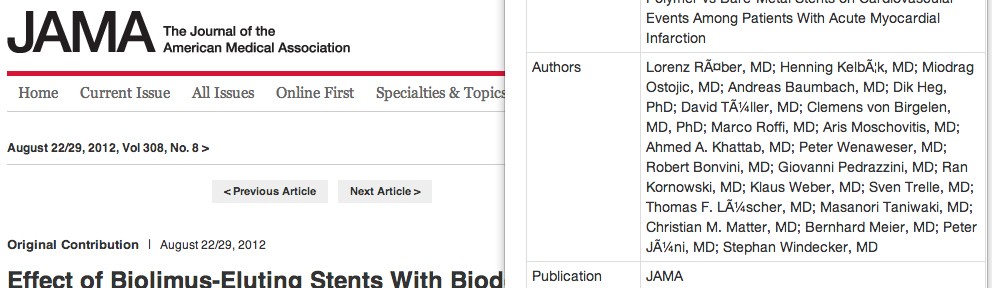 JAMA The Journal of the
American Medical Association
Home Current Issue All Issues Online First Specialties & Topics
August 22/29, 2012, Vol 308, No. 8 >
< Previous Article Next Article >
Original Contribution | August 22/29, 2012
Effect of Biolimus-Eluting Stents With Biod
Polymer vs Bare-Metal Stents on Cardiovascular
Events Among Patients With Acute Myocardial
Infarction
Authors
Lorenz RÃ¤ber, MD; Henning KelbÃ¦k, MD; Miodrag
Ostojic, MD; Andreas Baumbach, MD; Dik Heg,
PhD; David TÃ¼ller, MD; Clemens von Birgelen,
MD, PhD; Marco Roffi, MD; Aris Moschovitis, MD;
Ahmed A. Khattab, MD; Peter Wenaweser, MD;
Robert Bonvini, MD; Giovanni Pedrazzini, MD; Ran
Kornowski, MD; Klaus Weber, MD; Sven Trelle, MD;
Thomas F. LÃ¼scher, MD; Masanori Taniwaki, MD;
Christian M. Matter, MD; Bernhard Meier, MD; Peter
JÃ¼ni, MD; Stephan Windecker, MD
Publication JAMA